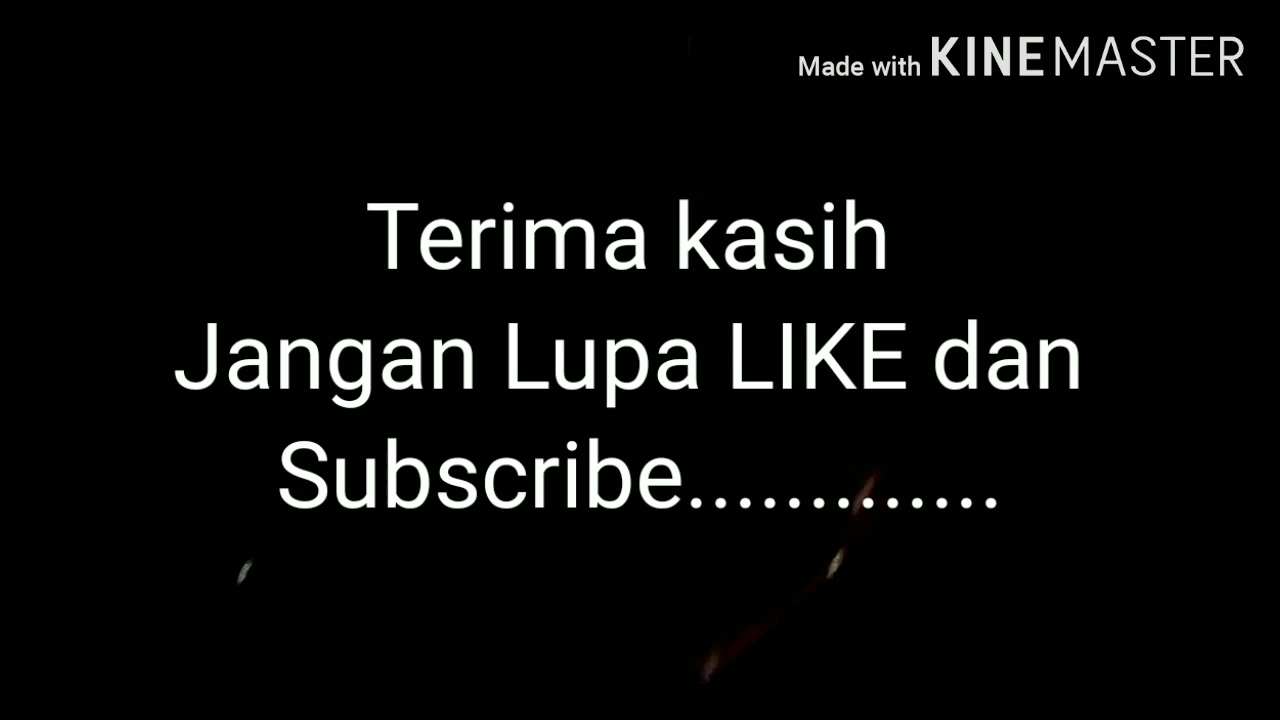 Made with KINEMASTER
Terima kasih
Jangan Lupa LIKE dan
Subscribe.............